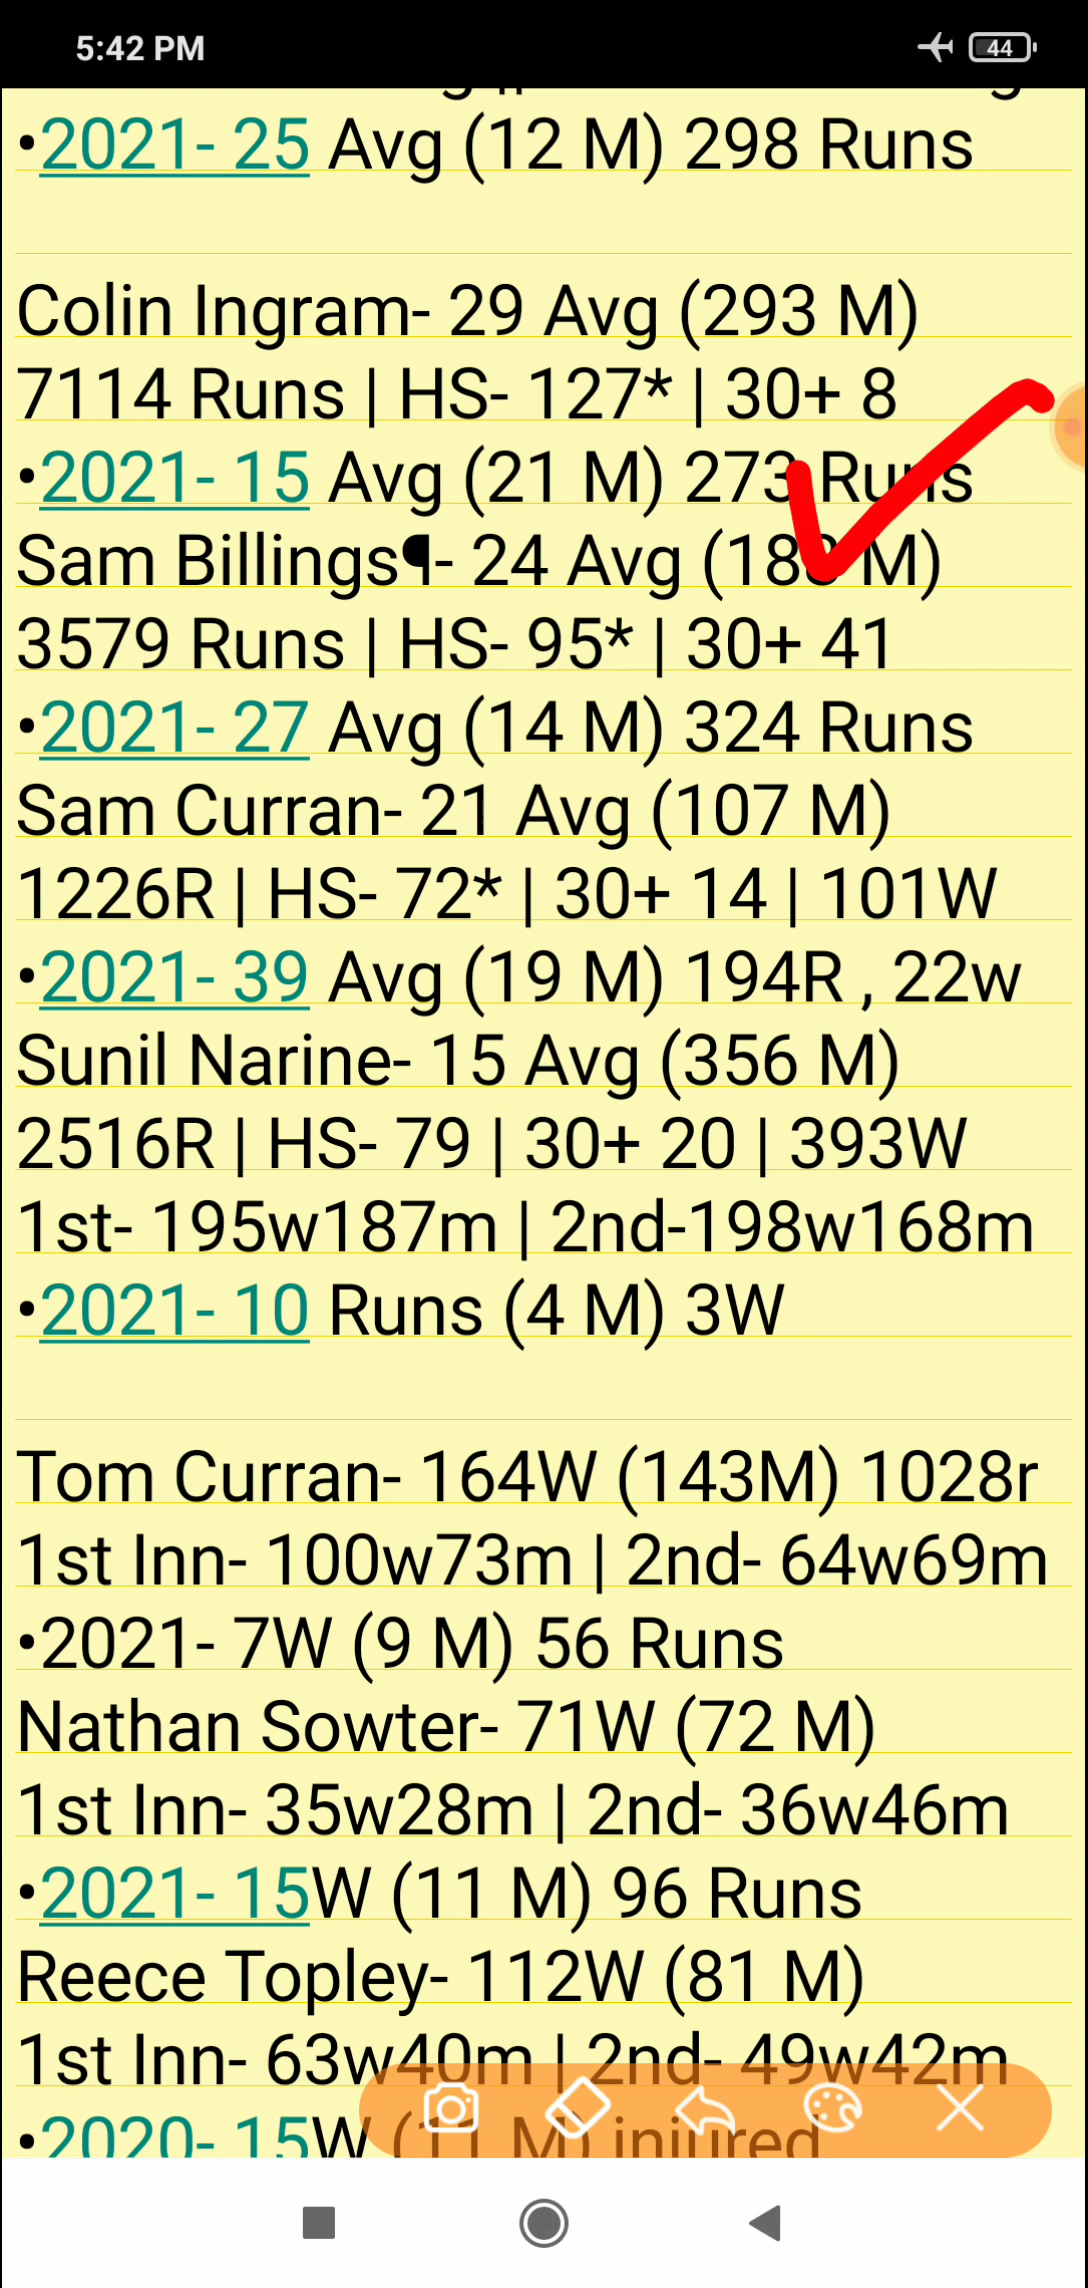 5:42 PM
44
•2021- 25 Avg (12 M) 298 Runs
Colin Ingram- 29 Avg (293 M)
7114 Runs | HS- 127* | 30+ 8
•2021- 15 Avg (21 M) 273 Runs
Sam Billings¶- 24 Avg ( M)
3579 Runs | HS- 95* | 30+ 41
•2021- 27 Avg (14 M) 324 Runs
Sam Curran- 21 Avg (107 M)
1226R | HS- 72* | 30+ 14 | 101W
•2021- 39 Avg (19 M) 194R , 22w
Sunil Narine- 15 Avg (356 M)
2516R | HS- 79 | 30+ 20 | 393W
1st- 195w187m | 2nd-198w168m
•2021- 10 Runs (4 M) 3W
Tom Curran- 164W (143M) 1028r
1st Inn- 100w73m | 2nd- 64w69m
•2021- 7W (9 M) 56 Runs
Nathan Sowter- 71W (72 M)
1st Inn- 35w28m | 2nd- 36w46m
•2021- 15W (11 M) 96 Runs
Reece Topley- 112W (81 M)
1st Inn- 63w40m | 2nd- 49w42m
•2020- 15W (11 M) injured